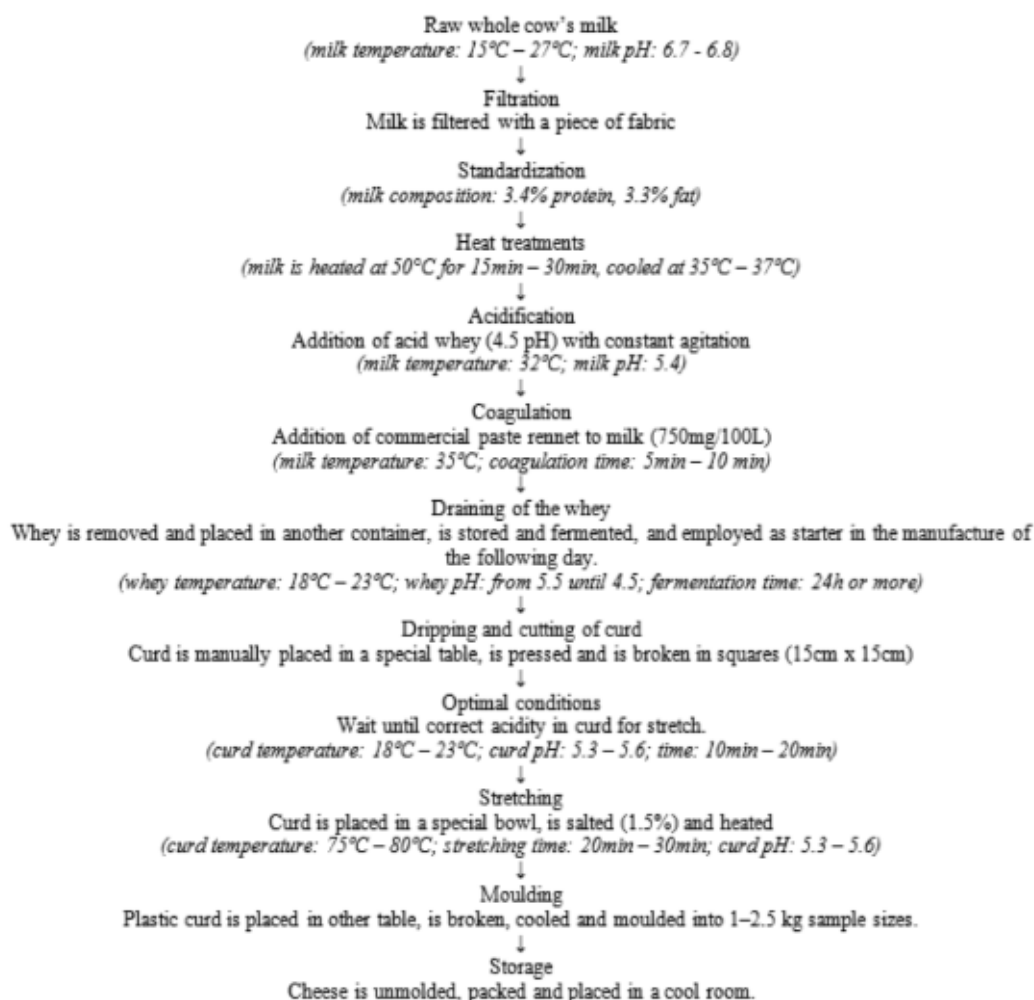 Raw whole cow's milk
(milk temperature: 15°C – 27°C; milk pH: 6.7 - 6.8)
↓
Filtration
Milk is filtered with a piece of fabric
↓
Standardization
(milk composition: 3.4% protein, 3.3% fat)
↓
Heat treatments
(milk is heated at 50°C for 15min – 30min, cooled at 35°C – 37°C)
↓
Acidification
Addition of acid whey (4.5 pH) with constant agitation
(milk temperature: 32°C; milk pH: 5.4)
↓
Coagulation
Addition of commercial paste rennet to milk (750mg/100L)
(milk temperature: 35°C; coagulation time: 5min – 10 min)
↓
Draining of the whey
Whey is removed and placed in another container, is stored and fermented, and employed as starter in the manufacture of
the following day.
(whey temperature: 18°C – 23°C; whey pH: from 5.5 until 4.5; fermentation time: 24h or more)
↓
Dripping and cutting of curd
Curd is manually placed in a special table, is pressed and is broken in squares (15cm x 15cm)
↓
Optimal conditions
Wait until correct acidity in curd for stretch.
(curd temperature: 18°C – 23°C; curd pH: 5.3 – 5.6; time: 10min – 20min)
↓
Stretching
Curd is placed in a special bowl, is salted (1.5%) and heated
(curd temperature: 75°C – 80°C; stretching time: 20min – 30min; curd pH: 5.3 – 5.6)
↓
Moulding
Plastic curd is placed in other table, is broken, cooled and moulded into 1–2.5 kg sample sizes.
↓
Storage
Cheese is unmolded, packed and placed in a cool room.